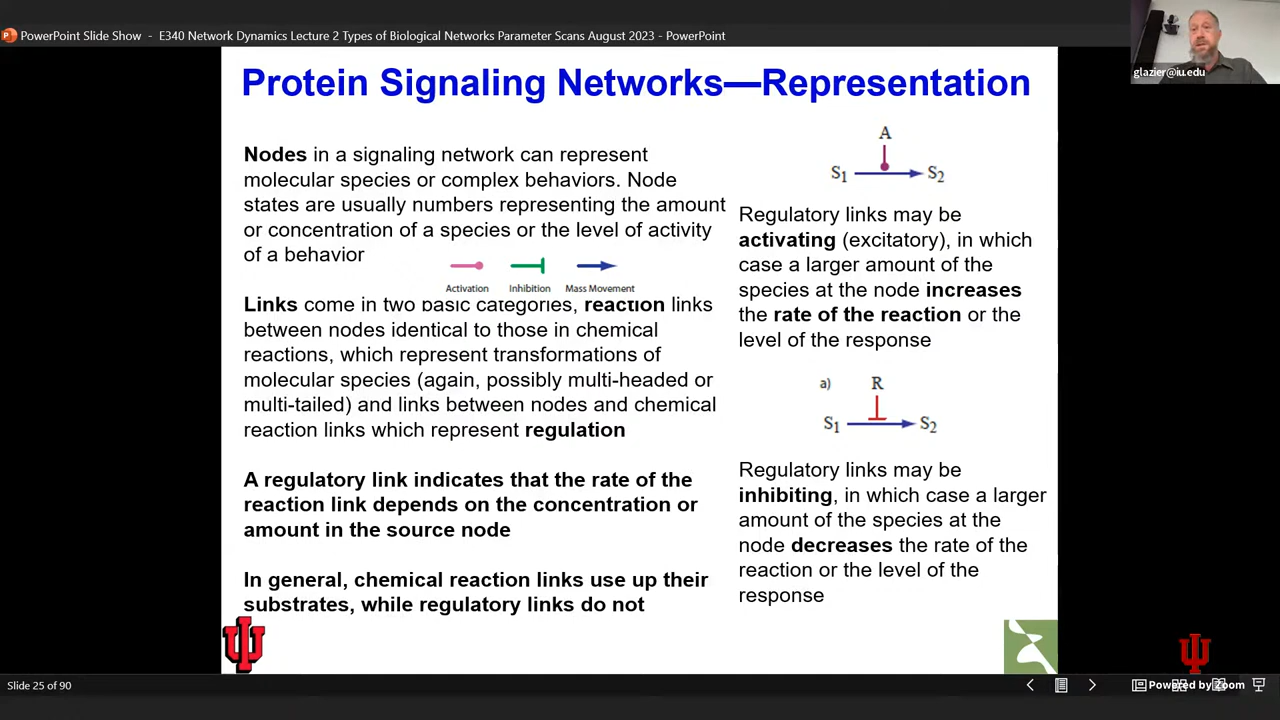 PowerPoint Slide Show - E340 Network Dynamics Lecture 2 Types of Biological Networks Parameter Scans August 2023 - PowerPoint
glazier@iu.edu
Protein Signaling Networks—Representation
Nodes in a signaling network can represent
molecular species or complex behaviors. Node
states are usually numbers representing the amount
or concentration of a species or the level of activity
of a behavior
Activation Inhibition Mass Movement
Links come in two basic categories, reaction links
between nodes identical to those in chemical
reactions, which represent transformations of
molecular species (again, possibly multi-headed or
multi-tailed) and links between nodes and chemical
reaction links which represent regulation
A regulatory link indicates that the rate of the
reaction link depends on the concentration or
amount in the source node
In general, chemical reaction links use up their
substrates, while regulatory links do not
A
S1 S2
Regulatory links may be
activating (excitatory), in which
case a larger amount of the
species at the node increases
the rate of the reaction or the
level of the response
a) R
S1 S2
Regulatory links may be
inhibiting, in which case a larger
amount of the species at the
node decreases the rate of the
reaction or the level of the
response
Slide 25 of 90
Powered by Zoom